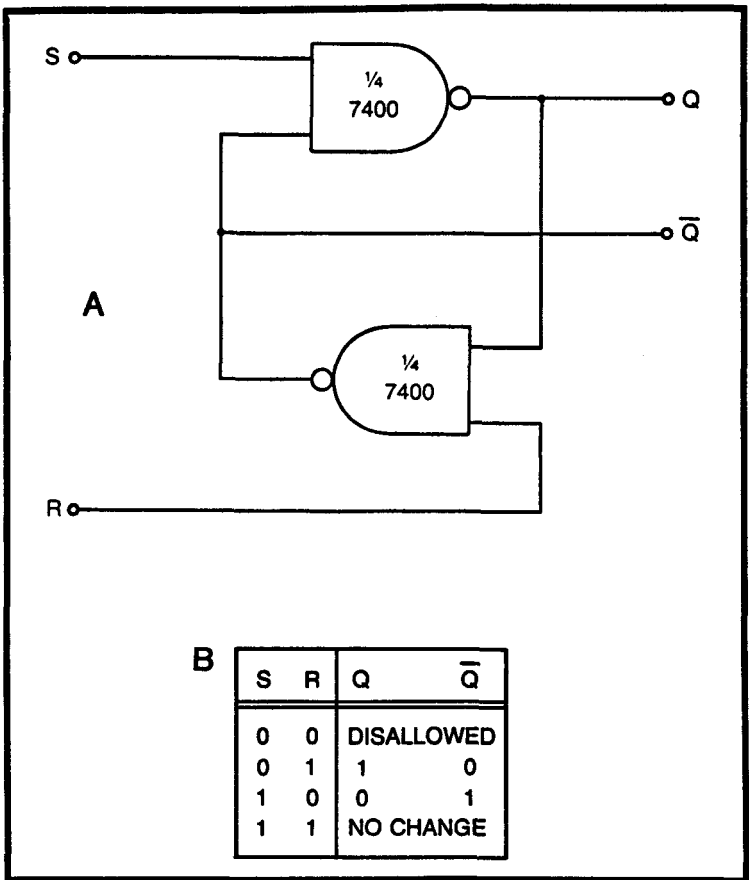 S
¼
7400
Q
Q̅
A
¼
7400
R
B
S R Q Q̅
0 0 DISALLOWED
0 1 1 0
1 0 0 1
1 1 NO CHANGE